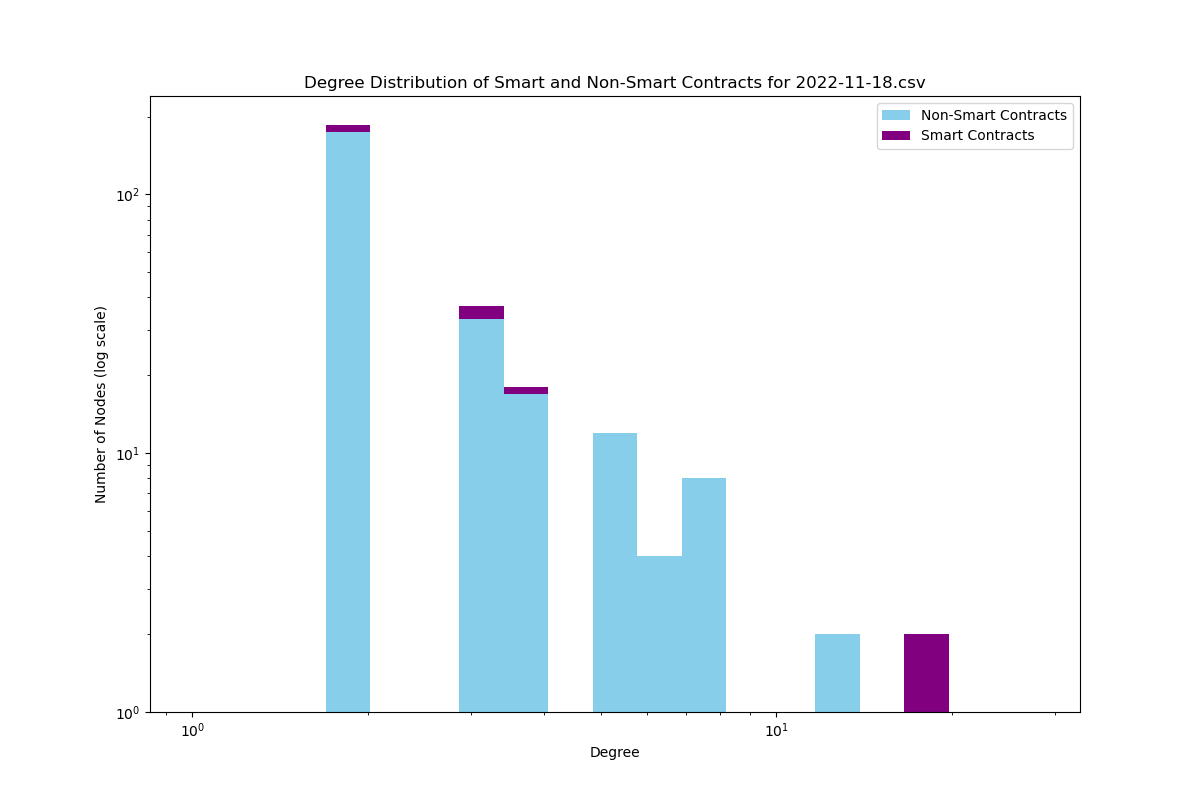 Degree Distribution of Smart and Non-Smart Contracts for 2022-11-18.csv
Non-Smart Contracts
Smart Contracts
Number of Nodes (log scale)
10²
10¹
10⁰
10⁰ 10¹
Degree